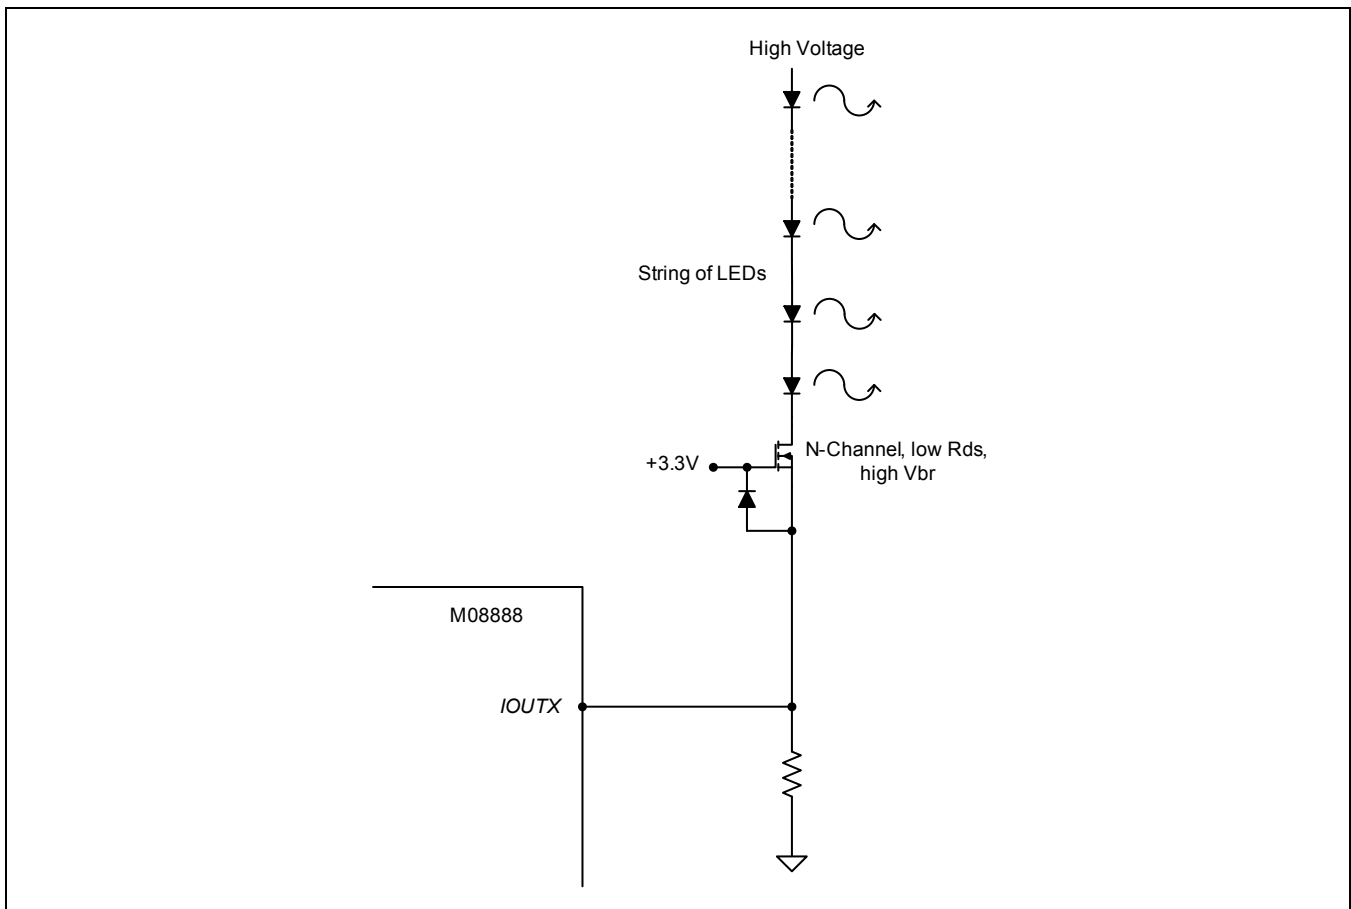 High Voltage
String of LEDs
N-Channel, low Rds,
high Vbr
+3.3V
M08888
IOUTX